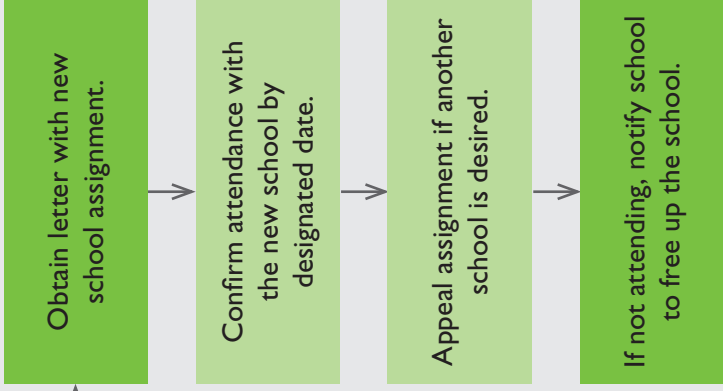 Obtain letter with new
school assignment.
Confirm attendance with
the new school by
designated date.
Appeal assignment if another
school is desired.
If not attending, notify school
to free up the school.